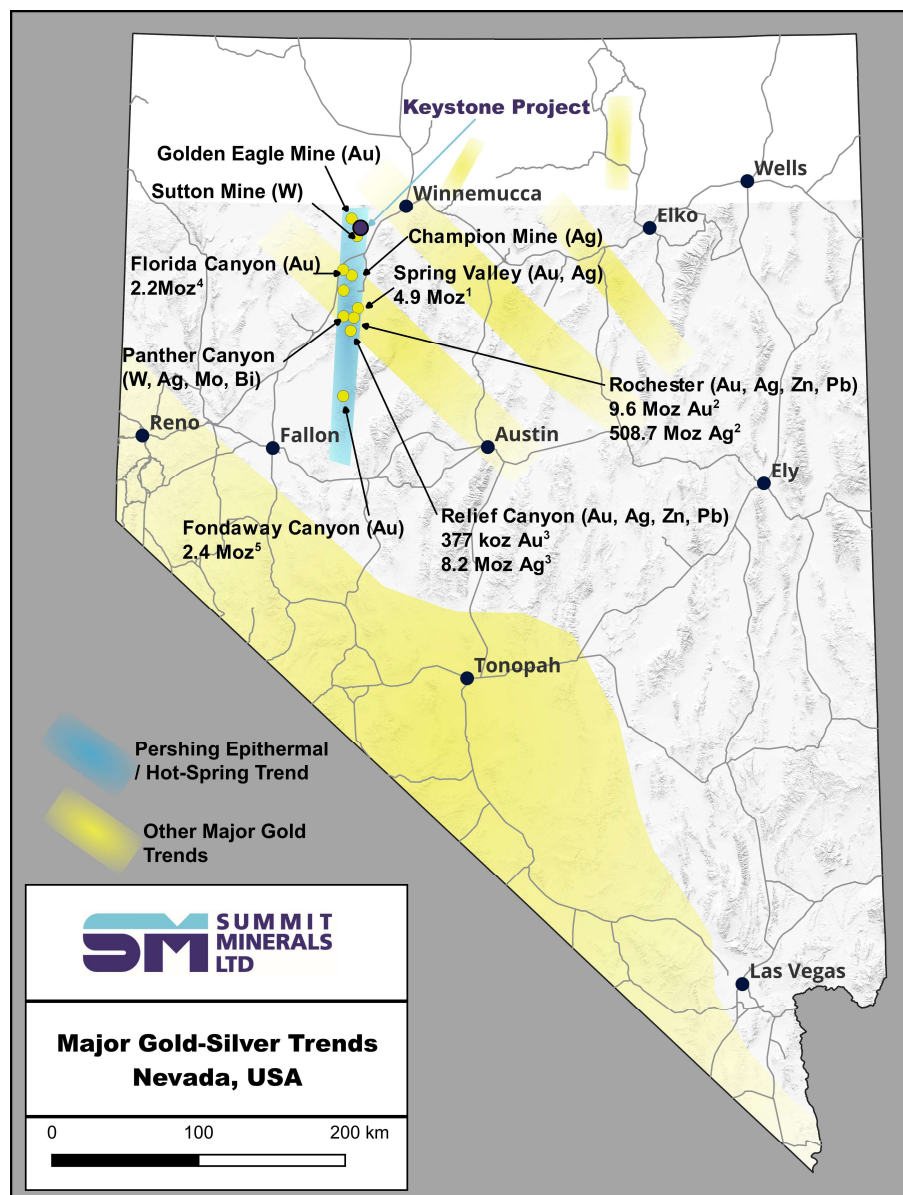 Keystone Project
Golden Eagle Mine (Au)
Sutton Mine (W)
Winnemucca
Wells
Elko
Champion Mine (Ag)
Florida Canyon (Au)
2.2Moz⁴
Spring Valley (Au, Ag)
4.9 Moz¹
Panther Canyon
(W, Ag, Mo, Bi)
Rochester (Au, Ag, Zn, Pb)
9.6 Moz Au²
508.7 Moz Ag²
Reno
Fallon
Austin
Ely
Fondaway Canyon (Au)
2.4 Moz⁵
Relief Canyon (Au, Ag, Zn, Pb)
377 koz Au³
8.2 Moz Ag³
Tonopah
Pershing Epithermal
/ Hot-Spring Trend
Other Major Gold
Trends
Las Vegas
SM
SUMMIT
MINERALS
LTD
Major Gold-Silver Trends
Nevada, USA
0 100 200 km